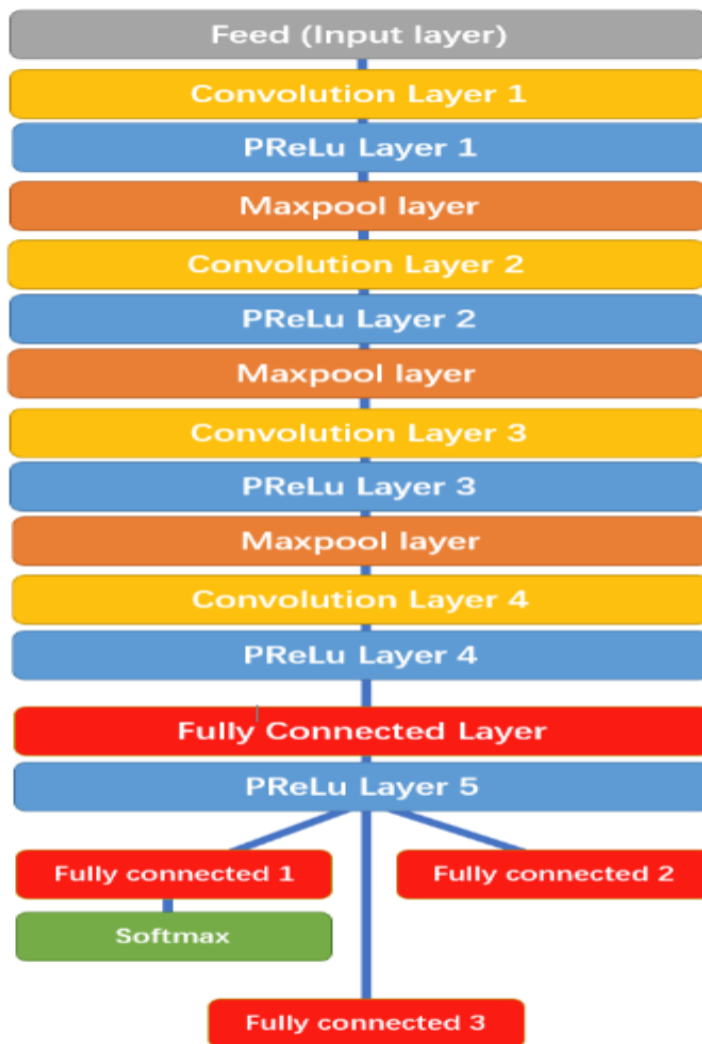 Feed (Input layer)
Convolution Layer 1
PReLu Layer 1
Maxpool layer
Convolution Layer 2
PReLu Layer 2
Maxpool layer
Convolution Layer 3
PReLu Layer 3
Maxpool layer
Convolution Layer 4
PReLu Layer 4
Fully Connected Layer
PReLu Layer 5
Fully connected 1
Fully connected 2
Softmax
Fully connected 3